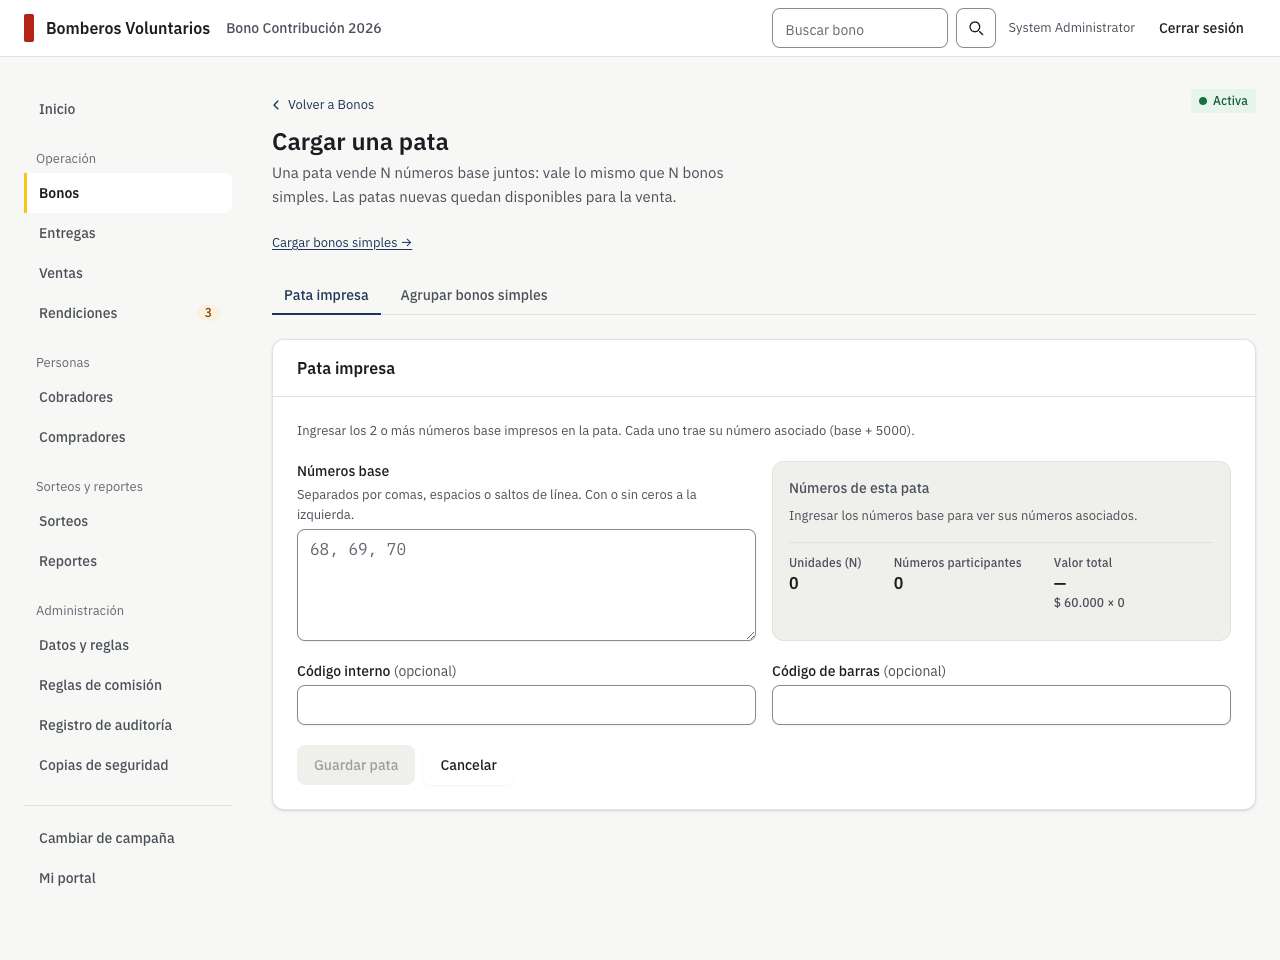 Bomberos Voluntarios
Bono Contribución 2026
Buscar bono
System Administrator
Cerrar sesión
Inicio
Operación
Bonos
Entregas
Ventas
Rendiciones
3
Personas
Cobradores
Compradores
Sorteos y reportes
Sorteos
Reportes
Administración
Datos y reglas
Reglas de comisión
Registro de auditoría
Copias de seguridad
Cambiar de campaña
Mi portal
Volver a Bonos
Activa
Cargar una pata
Una pata vende N números base juntos: vale lo mismo que N bonos
simples. Las patas nuevas quedan disponibles para la venta.
Cargar bonos simples →
Pata impresa
Agrupar bonos simples
Pata impresa
Ingresar los 2 o más números base impresos en la pata. Cada uno trae su número asociado (base + 5000).
Números base
Separados por comas, espacios o saltos de línea. Con o sin ceros a la
izquierda.
68, 69, 70
Números de esta pata
Ingresar los números base para ver sus números asociados.
Unidades (N)
0
Números participantes
0
Valor total
—
$ 60.000 × 0
Código interno (opcional)
Código de barras (opcional)
Guardar pata
Cancelar